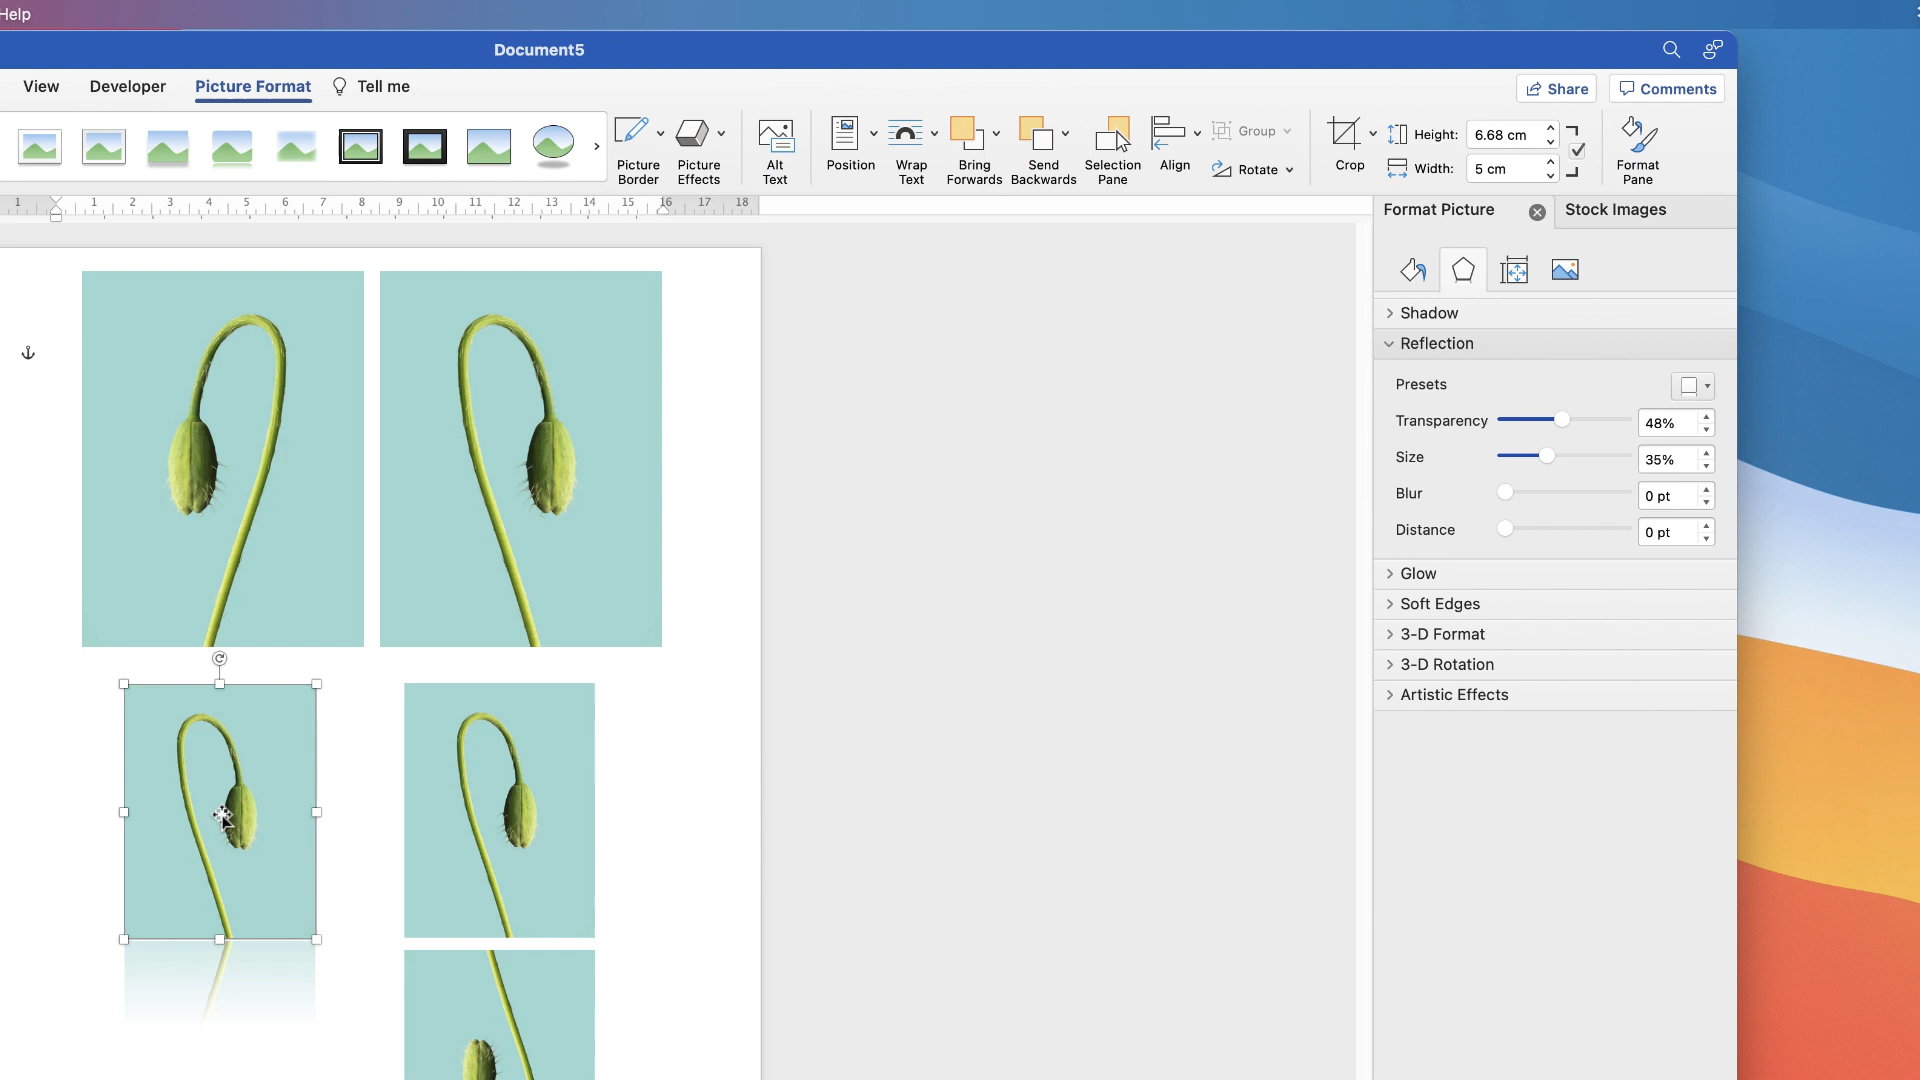 Help
Document5
View Developer Picture Format Tell me
Share Comments
Picture Border
Picture Effects
Alt Text
Position
Wrap Text
Bring Forwards
Send Backwards
Selection Pane
Align
Group
Rotate
Crop
Height: 6.68 cm
Width: 5 cm
Format Pane
1 1 2 3 4 5 6 7 8 9 10 11 12 13 14 15 16 17 18
Format Picture Stock Images
Shadow
Reflection
Presets
Transparency 48%
Size 35%
Blur 0 pt
Distance 0 pt
Glow
Soft Edges
3-D Format
3-D Rotation
Artistic Effects